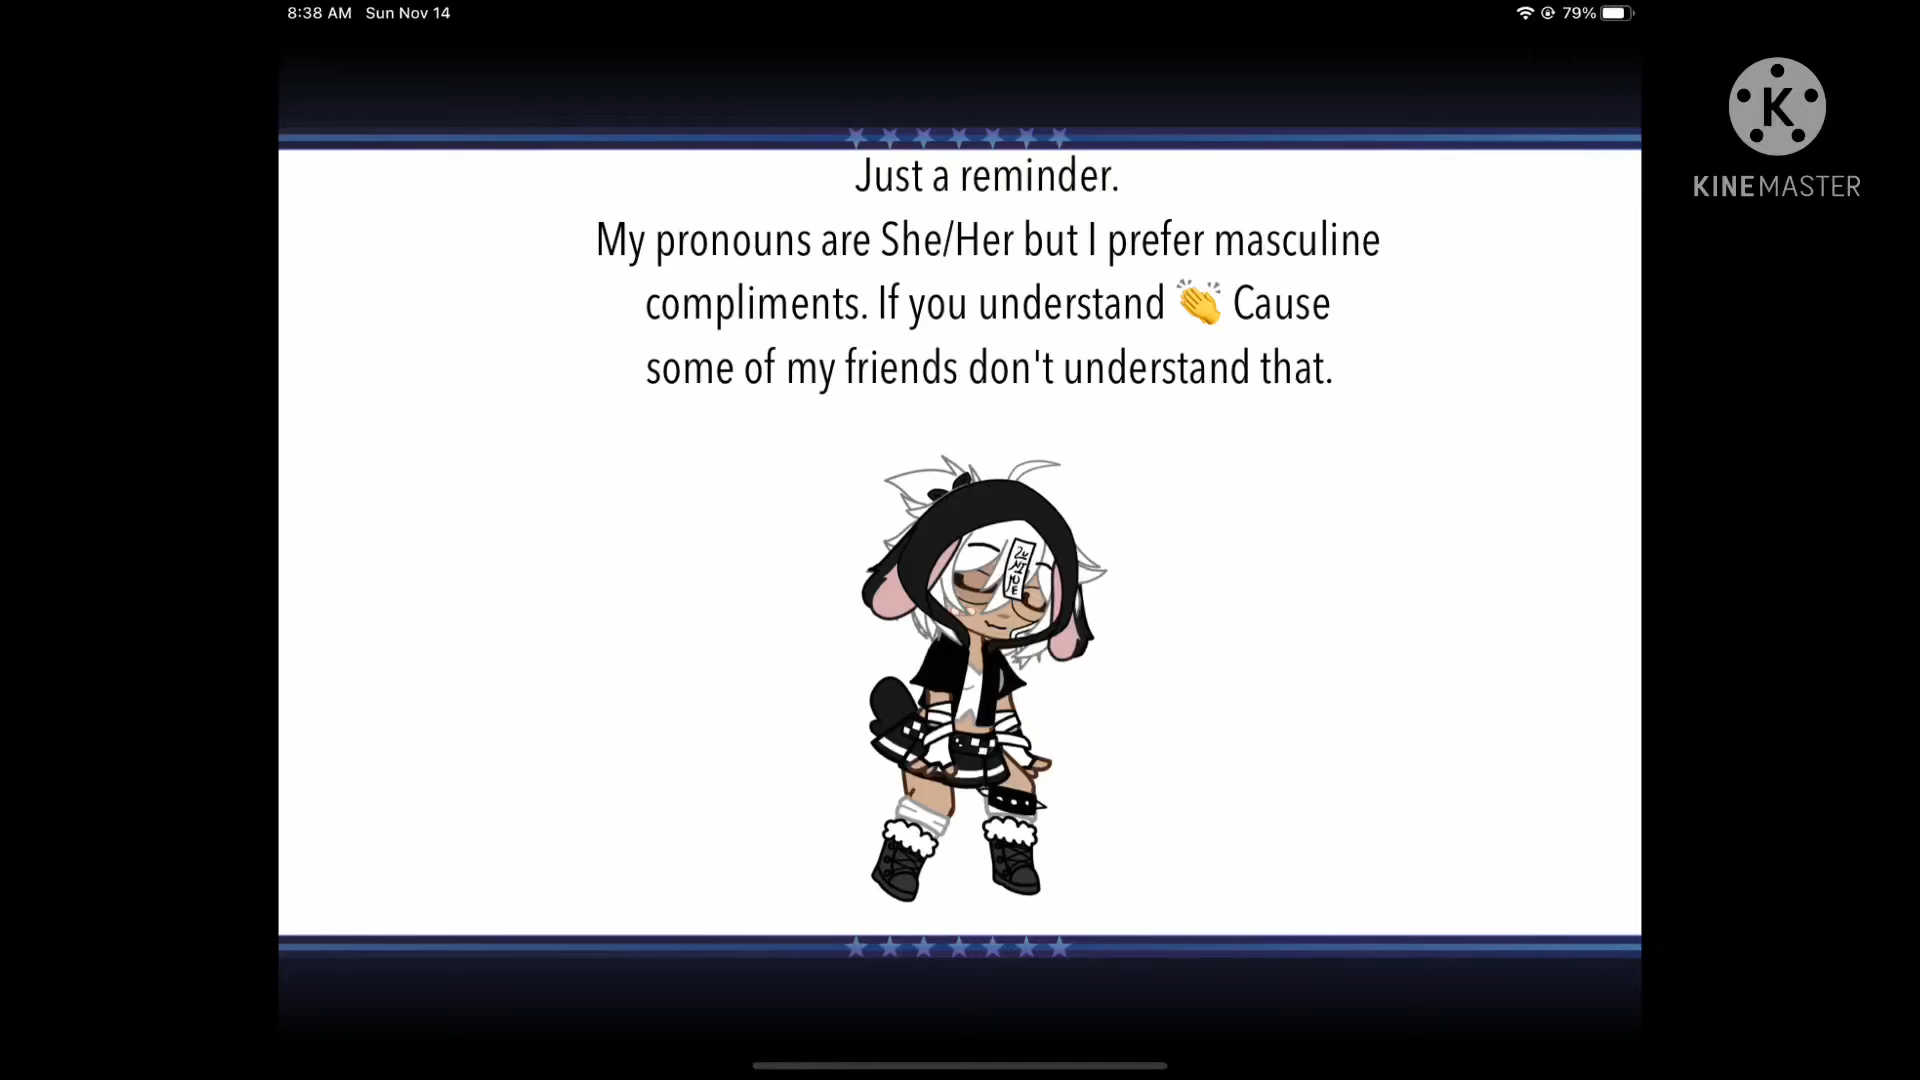 8:38 AM Sun Nov 14 79%
K
KINEMASTER
Just a reminder.
My pronouns are She/Her but I prefer masculine
compliments. If you understand 👏 Cause
some of my friends don't understand that.